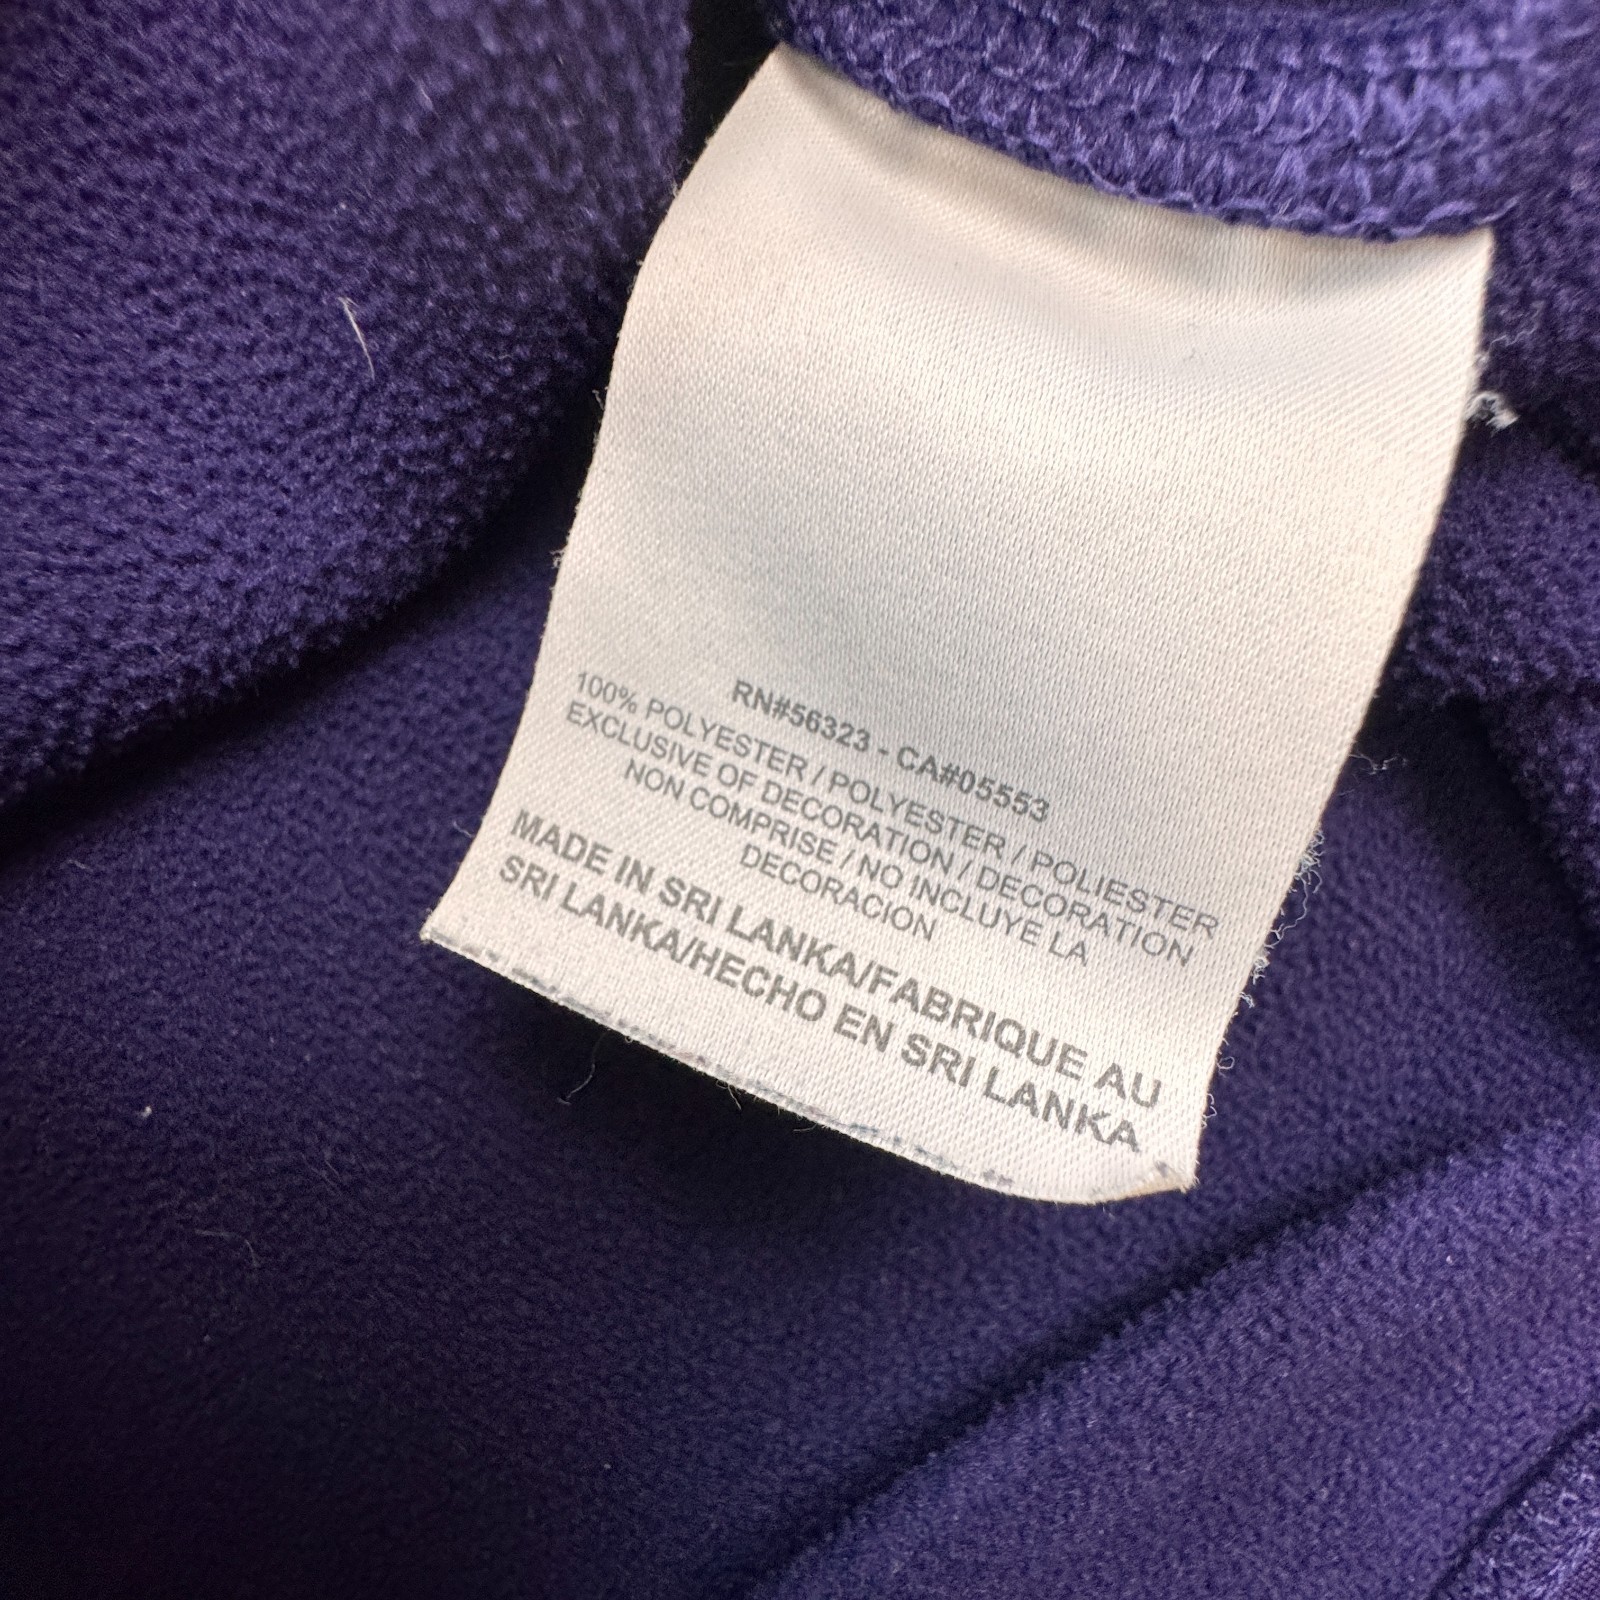 RN#56323 - CA#05553
100% POLYESTER / POLYESTER / POLIESTER
EXCLUSIVE OF DECORATION / DECORATION
NON COMPRISE / NO INCLUYE LA
DECORACION
MADE IN SRI LANKA/FABRIQUE AU
SRI LANKA/HECHO EN SRI LANKA